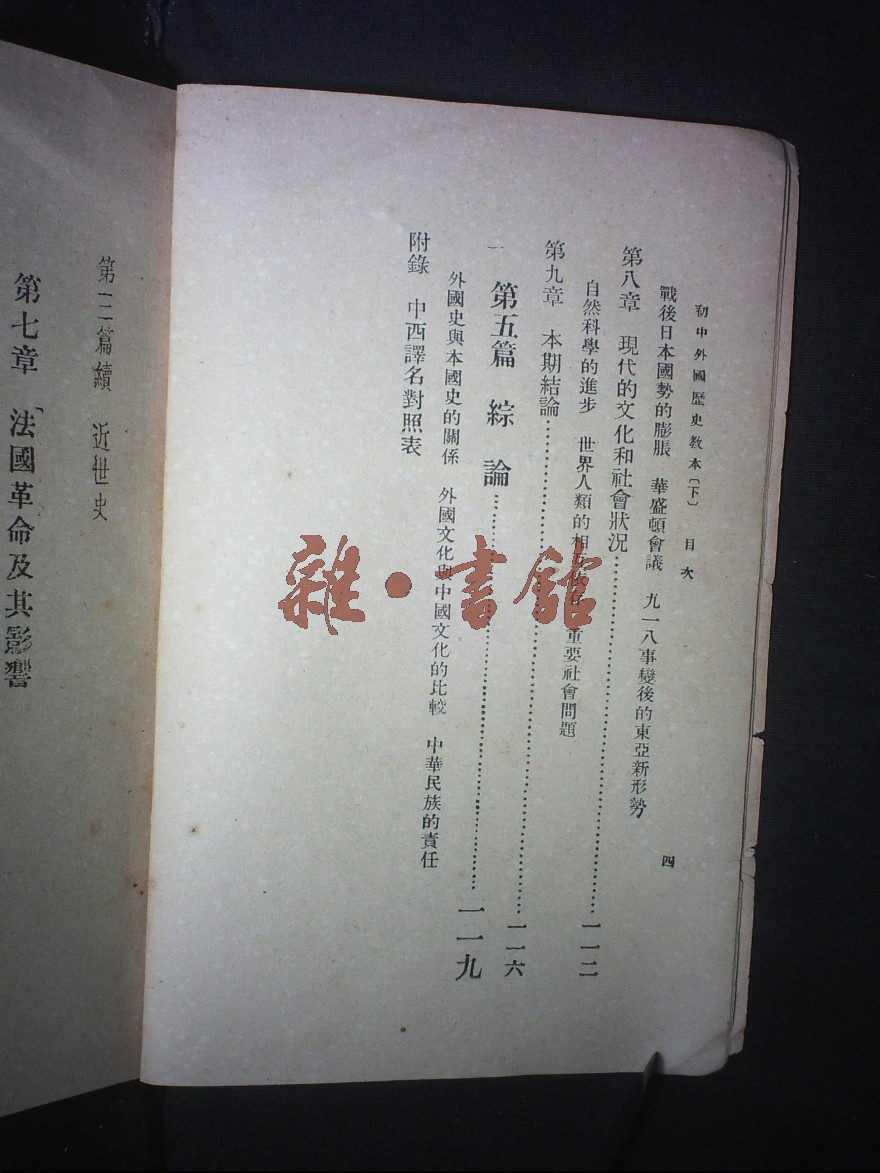 初中外國歷史教本〔下〕 目次 四
戰後日本國勢的膨脹 華盛頓會議 九一八事變後的東亞新形勢
第八章 現代的文化和社會狀況……一一二
自然科學的進步 世界人類的相互 重要社會問題
第九章 本期結論……一一六
第五篇 綜論……一一九
外國史與本國史的關係 外國文化與中國文化的比較 中華民族的責任
附錄 中西譯名對照表
第三篇續 近世史
第七章 法國革命及其影響
雜·書館